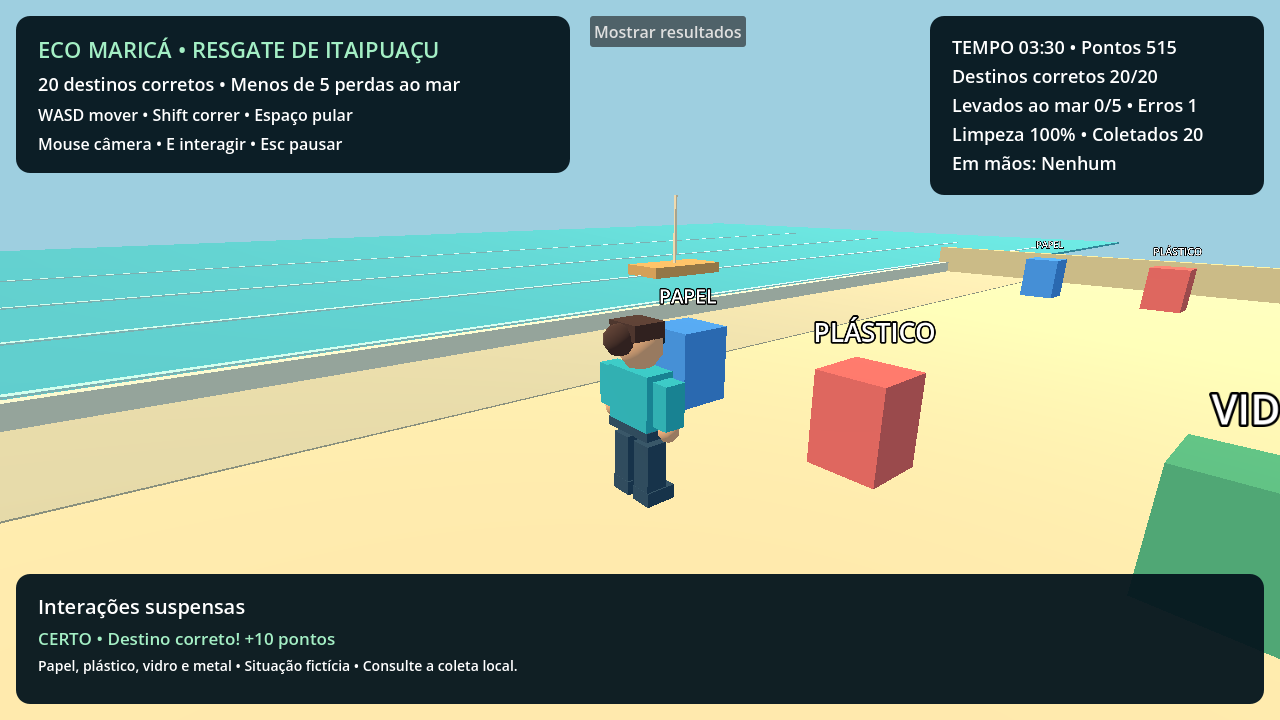 ECO MARICÁ • RESGATE DE ITAIPUAÇU
20 destinos corretos • Menos de 5 perdas ao mar
WASD mover • Shift correr • Espaço pular
Mouse câmera • E interagir • Esc pausar
Mostrar resultados
TEMPO 03:30 • Pontos 515
Destinos corretos 20/20
Levados ao mar 0/5 • Erros 1
Limpeza 100% • Coletados 20
Em mãos: Nenhum
PAPEL
PLÁSTICO
PAPEL
PLÁSTICO
VID
Interações suspensas
CERTO • Destino correto! +10 pontos
Papel, plástico, vidro e metal • Situação fictícia • Consulte a coleta local.